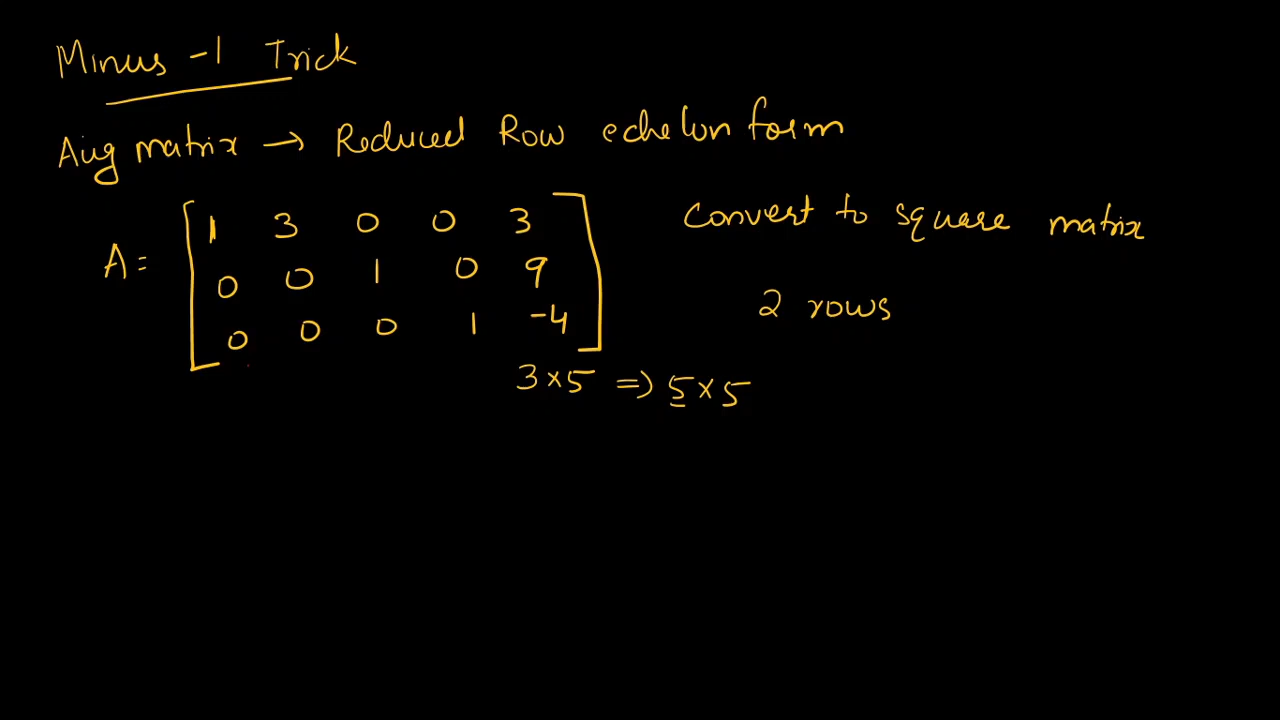 Minus -1 Trick
Aug matrix → Reduced Row echelon form
A = [ 1 3 0 0 3
0 0 1 0 9
0 0 0 1 -4 ]
Convert to square matrix
2 rows
3×5 ⇒ 5×5